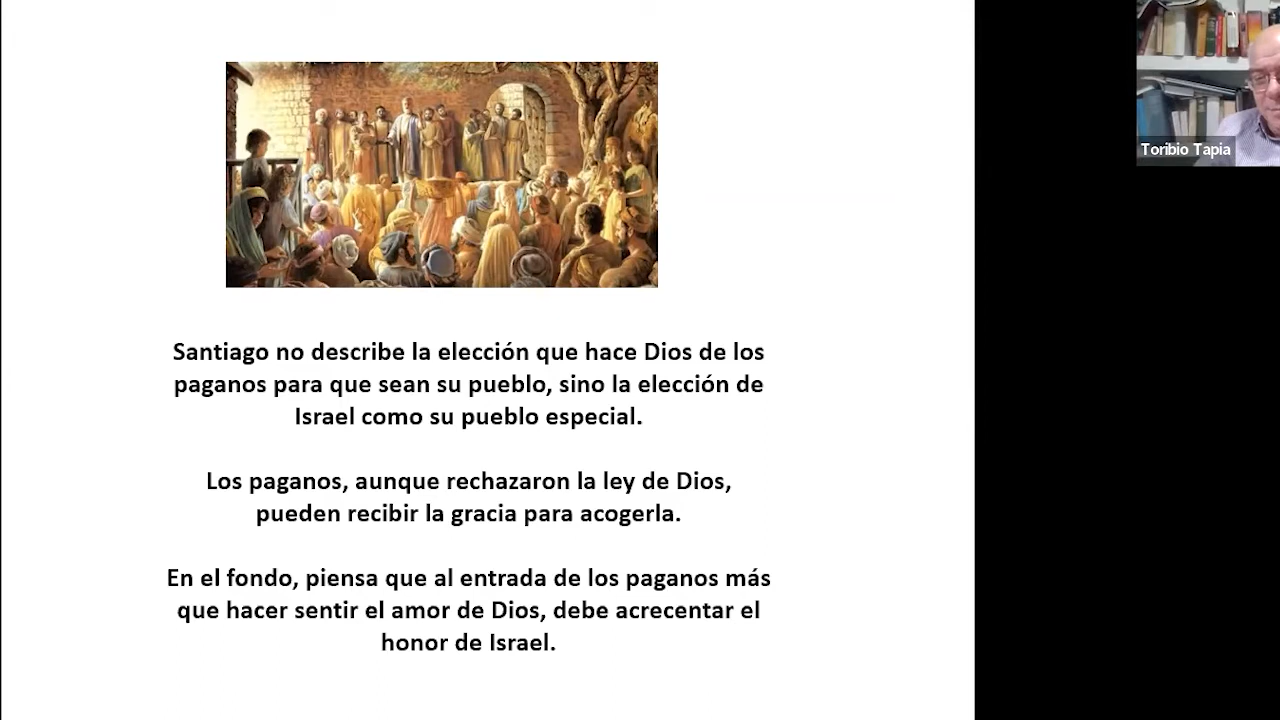 Toribio Tapia
Santiago no describe la elección que hace Dios de los
paganos para que sean su pueblo, sino la elección de
Israel como su pueblo especial.
Los paganos, aunque rechazaron la ley de Dios,
pueden recibir la gracia para acogerla.
En el fondo, piensa que al entrada de los paganos más
que hacer sentir el amor de Dios, debe acrecentar el
honor de Israel.